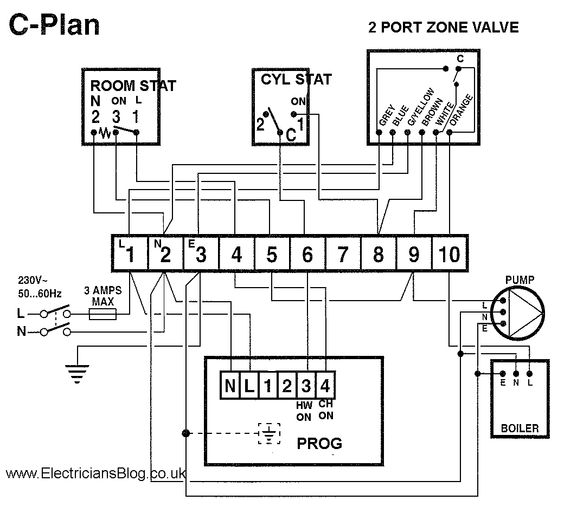 C-Plan
2 PORT ZONE VALVE
ROOM STAT
N ON L
2 3 1
CYL STAT
ON
2 C 1
C
GREY
BLUE
G/YELLOW
BROWN
WHITE
ORANGE
L N E
1 2 3 4 5 6 7 8 9 10
230V~
50...60Hz
3 AMPS
MAX
L
N
PUMP
L
N
E
N L 1 2 3 4
HW ON
CH ON
PROG
E N L
BOILER
www.ElectriciansBlog.co.uk